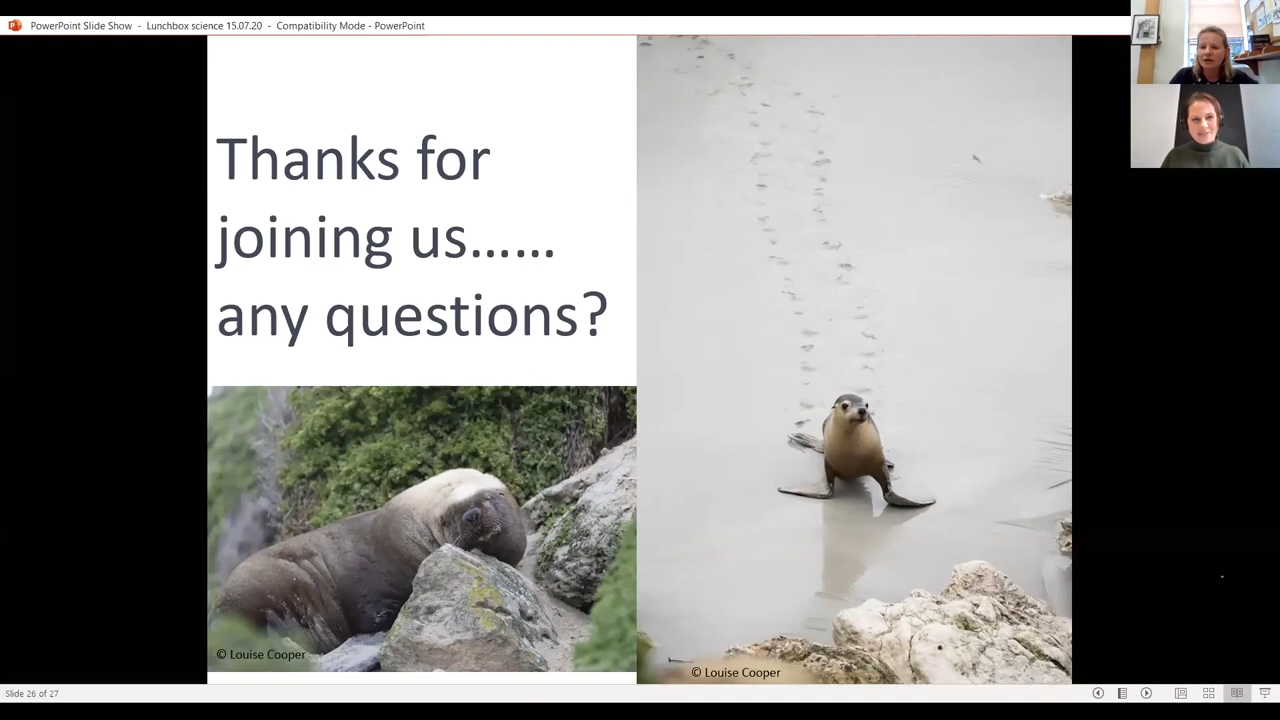 PowerPoint Slide Show - Lunchbox science 15.07.20 - Compatibility Mode - PowerPoint
Thanks for
joining us……
any questions?
© Louise Cooper
© Louise Cooper
Slide 26 of 27